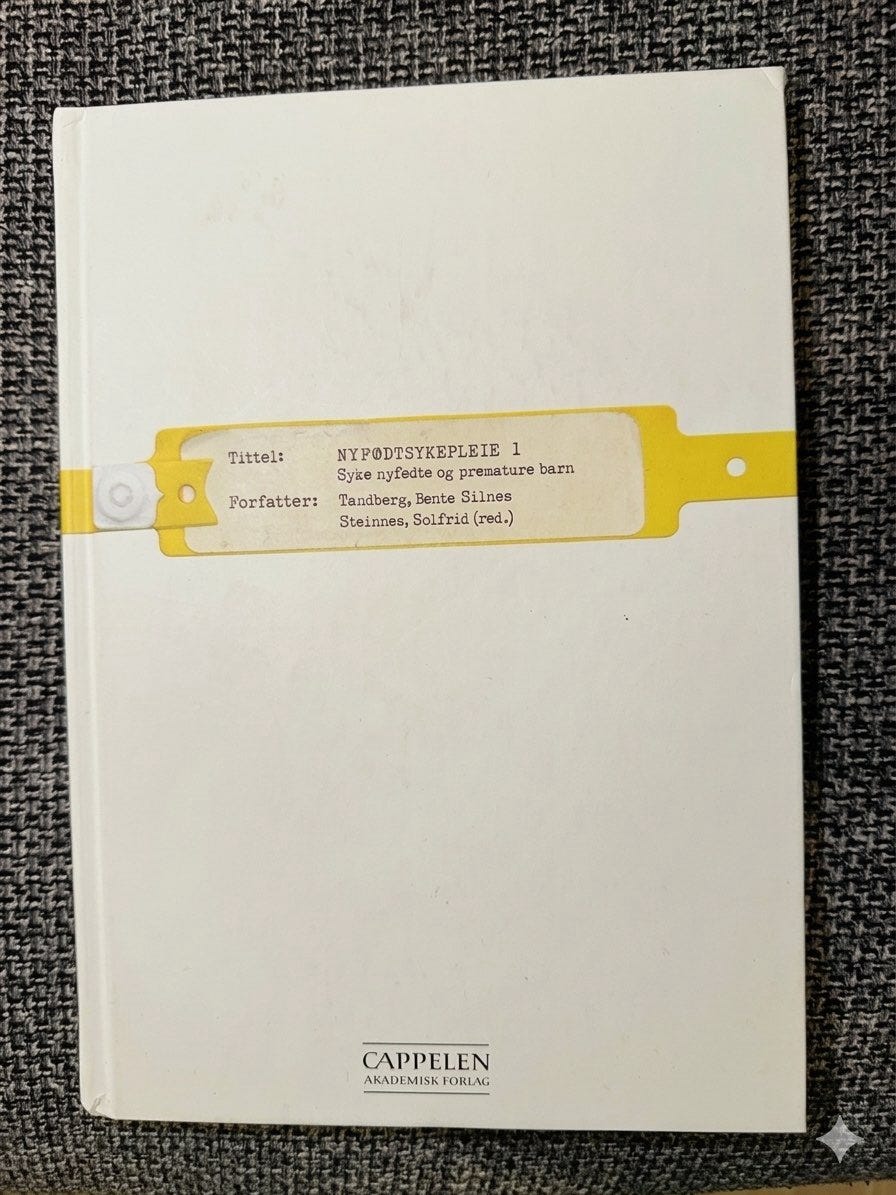 Tittel: NYFØDTSYKEPLEIE 1
Syke nyfedte og premature barn
Forfatter: Tandberg, Bente Silnes
Steinnes, Solfrid (red.)
CAPPELEN
AKADEMISK FORLAG